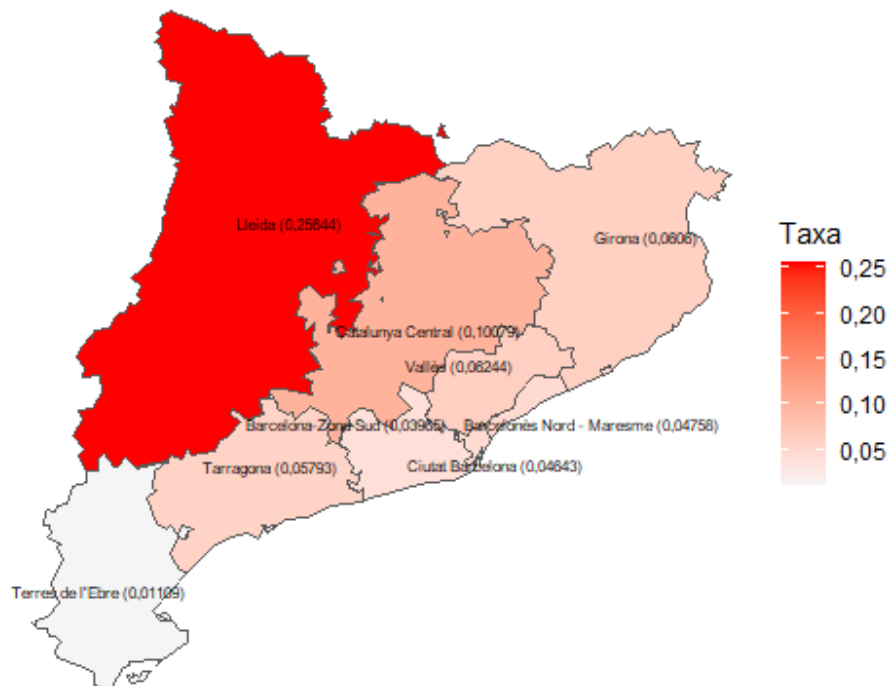 Lleida (0,25644)
Girona (0,0606)
Taxa
0,25
0,20
Catalunya Central (0,10079)
0,15
Vallès (0,06244)
0,10
Barcelona-Zona Sud (0,03965)
Barcelonès Nord - Maresme (0,04758)
0,05
Tarragona (0,05793)
Ciutat Barcelona (0,04643)
Terres de l'Ebre (0,01109)